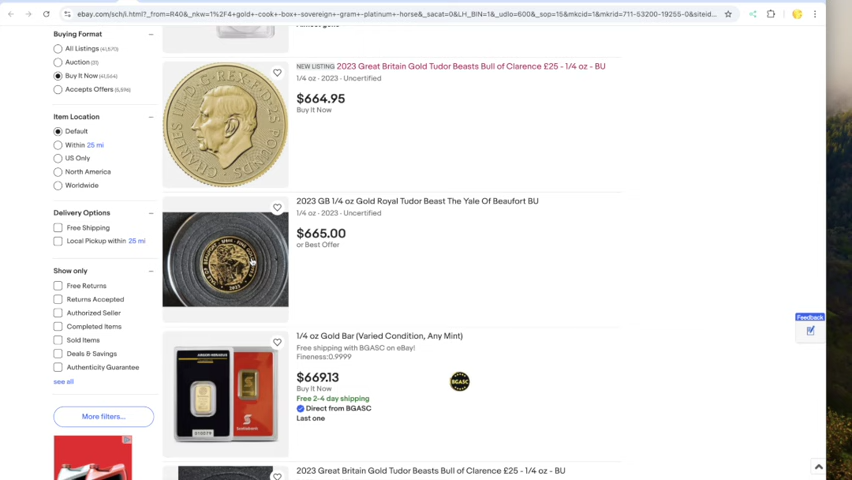 ebay.com/sch/i.html?_from=R40&_nkw=1%2F4+gold+-cook+-box+-sovereign+-gram+-platinum+-horse&_sacat=0&LH_BIN=1&_udlo=600&_sop=15&mkcid=1&mkrid=711-53200-19255-0&siteid...
Buying Format
All Listings
Auction (31)
Buy It Now
Accepts Offers
Item Location
Default
Within 25 mi
US Only
North America
Worldwide
Delivery Options
Free Shipping
Local Pickup within 25 mi
Show only
Free Returns
Returns Accepted
Authorized Seller
Completed Items
Sold Items
Deals & Savings
Authenticity Guarantee
see all
More filters...
CHARLES III · D · G · REX · F · D · 25 POUNDS
NEW LISTING 2023 Great Britain Gold Tudor Beasts Bull of Clarence £25 - 1/4 oz - BU
1/4 oz · 2023 · Uncertified
$664.95
Buy It Now
2023 GB 1/4 oz Gold Royal Tudor Beast The Yale Of Beaufort BU
1/4 oz · 2023 · Uncertified
$665.00
or Best Offer
1/4 oz Gold Bar (Varied Condition, Any Mint)
Free shipping with BGASC on eBay!
Fineness:0.9999
$669.13
Buy It Now
Free 2-4 day shipping
Direct from BGASC
Last one
BGASC
2023 Great Britain Gold Tudor Beasts Bull of Clarence £25 - 1/4 oz - BU
Feedback